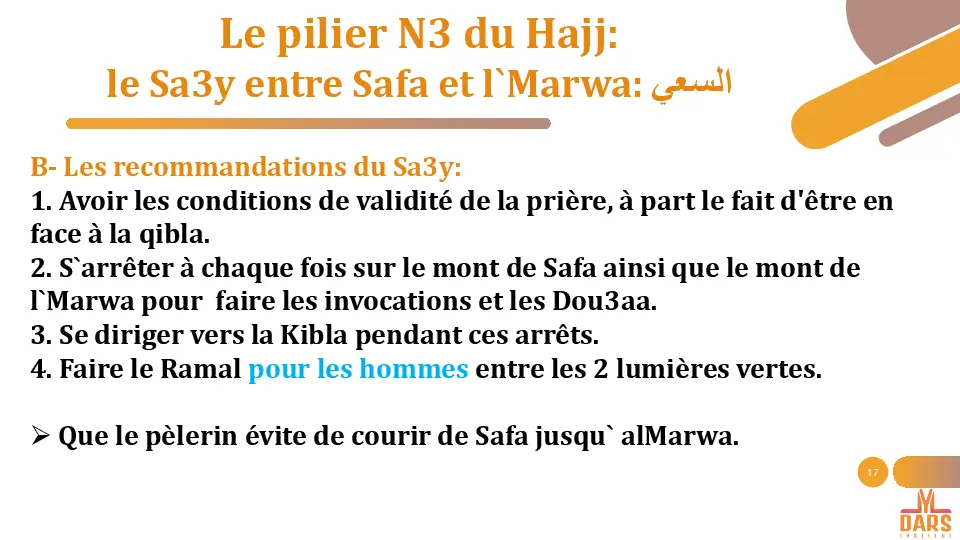 Le pilier N3 du Hajj:
le Sa3y entre Safa et l`Marwa: السعي
B- Les recommandations du Sa3y:
1. Avoir les conditions de validité de la prière, à part le fait d'être en
face à la qibla.
2. S`arrêter à chaque fois sur le mont de Safa ainsi que le mont de
l`Marwa pour  faire les invocations et les Dou3aa.
3. Se diriger vers la Kibla pendant ces arrêts.
4. Faire le Ramal pour les hommes entre les 2 lumières vertes.
➢ Que le pèlerin évite de courir de Safa jusqu` alMarwa.
17
DARS
INSTITUT